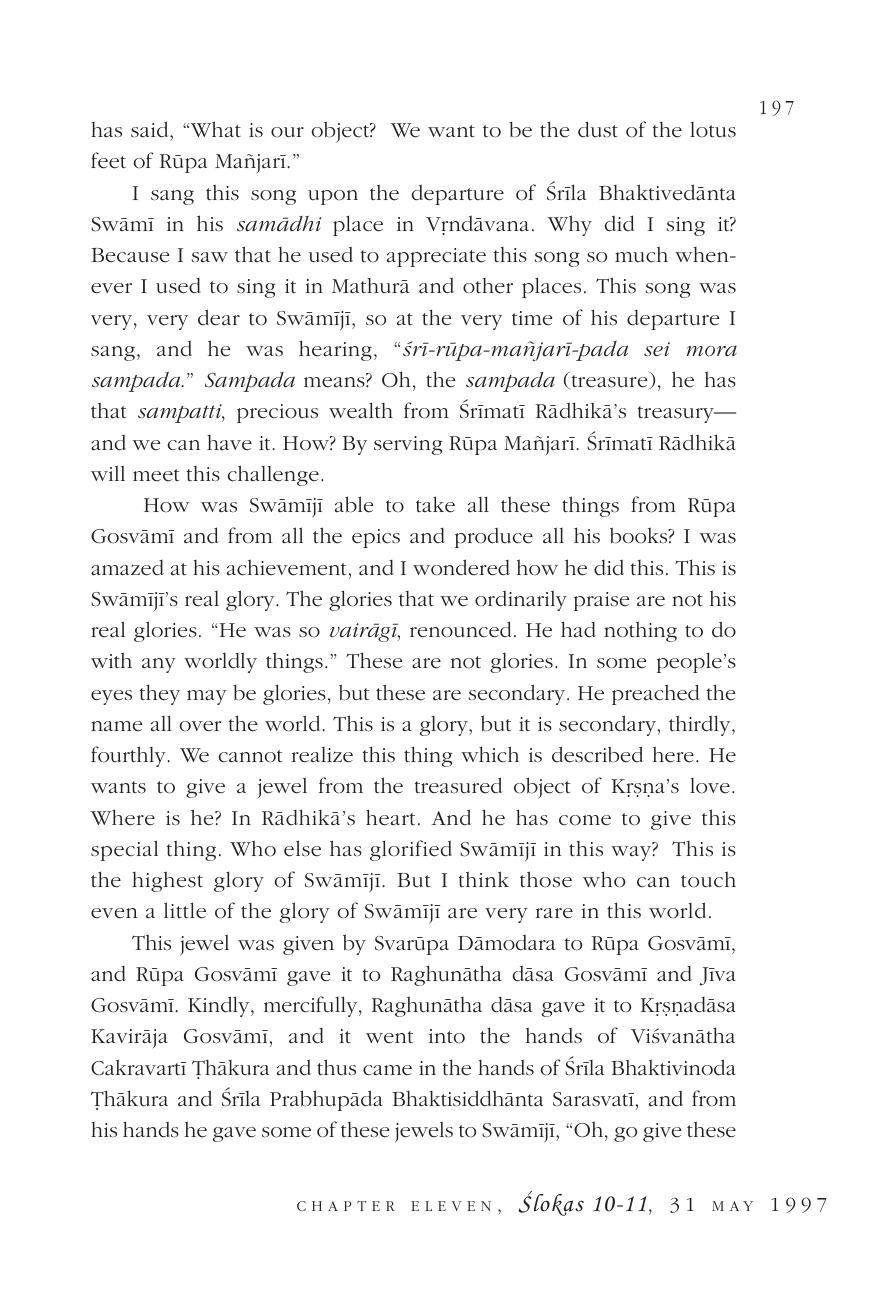 197
has said, “What is our object?  We want to be the dust of the lotus
feet of Rūpa Mañjarī.”
I sang this song upon the departure of Śrīla Bhaktivedānta
Swāmī in his samādhi place in Vṛndāvana. Why did I sing it?
Because I saw that he used to appreciate this song so much when-
ever I used to sing it in Mathurā and other places. This song was
very, very dear to Swāmījī, so at the very time of his departure I
sang, and he was hearing, “śrī-rūpa-mañjarī-pada sei mora
sampada.” Sampada means? Oh, the sampada (treasure), he has
that sampatti, precious wealth from Śrīmatī Rādhikā’s treasury—
and we can have it. How? By serving Rūpa Mañjarī. Śrīmatī Rādhikā
will meet this challenge.
How was Swāmījī able to take all these things from Rūpa
Gosvāmī and from all the epics and produce all his books? I was
amazed at his achievement, and I wondered how he did this. This is
Swāmījī’s real glory. The glories that we ordinarily praise are not his
real glories. “He was so vairāgī, renounced. He had nothing to do
with any worldly things.” These are not glories. In some people’s
eyes they may be glories, but these are secondary. He preached the
name all over the world. This is a glory, but it is secondary, thirdly,
fourthly. We cannot realize this thing which is described here. He
wants to give a jewel from the treasured object of Kṛṣṇa’s love.
Where is he? In Rādhikā’s heart. And he has come to give this
special thing. Who else has glorified Swāmījī in this way?  This is
the highest glory of Swāmījī. But I think those who can touch
even a little of the glory of Swāmījī are very rare in this world.
This jewel was given by Svarūpa Dāmodara to Rūpa Gosvāmī,
and Rūpa Gosvāmī gave it to Raghunātha dāsa Gosvāmī and Jīva
Gosvāmī. Kindly, mercifully, Raghunātha dāsa gave it to Kṛṣṇadāsa
Kavirāja Gosvāmī, and it went into the hands of Viśvanātha
Cakravartī Ṭhākura and thus came in the hands of Śrīla Bhaktivinoda
Ṭhākura and Śrīla Prabhupāda Bhaktisiddhānta Sarasvatī, and from
his hands he gave some of these jewels to Swāmījī, “Oh, go give these
CHAPTER ELEVEN, Ślokas 10-11, 31 MAY 1997